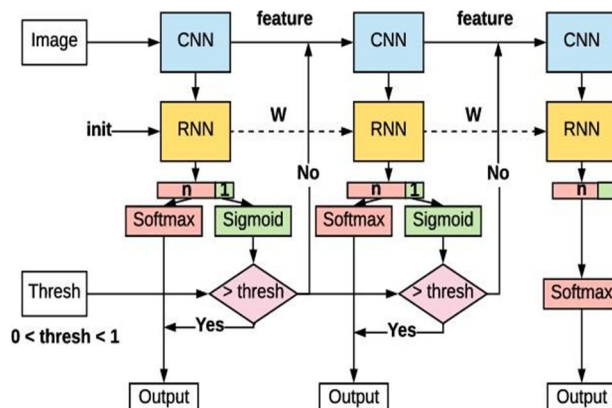 feature
feature
Image
CNN
CNN
CNN
W
W
init
RNN
RNN
RNN
No
No
n 1
n 1
n
Softmax
Sigmoid
Softmax
Sigmoid
Thresh
> thresh
> thresh
Softmax
0 < thresh < 1
Yes
Yes
Output
Output
Output